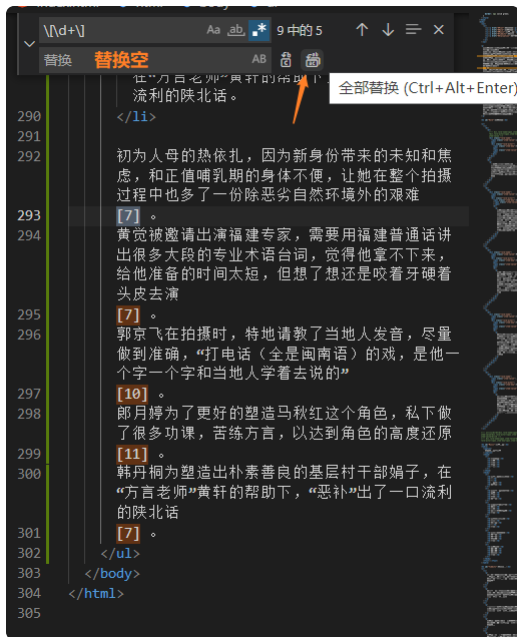 \[\d+\] Aa ab. .* 9 中的 5
替换 替换空 AB
全部替换 (Ctrl+Alt+Enter)
流利的陕北话。
290 </li>
291
292 初为人母的热依扎，因为新身份带来的未知和焦
虑，和正值哺乳期的身体不便，让她在整个拍摄
过程中也多了一份除恶劣自然环境外的艰难
293 [7] 。
294 黄觉被邀请出演福建专家，需要用福建普通话讲
出很多大段的专业术语台词，觉得他拿不下来，
给他准备的时间太短，但想了想还是咬着牙硬着
头皮去演
295 [7] 。
296 郭京飞在拍摄时，特地请教了当地人发音，尽量
做到准确，“打电话（全是闽南语）的戏，是他一
个字一个字和当地人学着去说的”
297 [10] 。
298 郎月婷为了更好的塑造马秋红这个角色，私下做
了很多功课，苦练方言，以达到角色的高度还原
299 [11] 。
300 韩丹桐为塑造出朴素善良的基层村干部娟子，在
“方言老师”黄轩的帮助下，“恶补”出了一口流利
的陕北话
301 [7] 。
302 </ul>
303 </body>
304 </html>
305